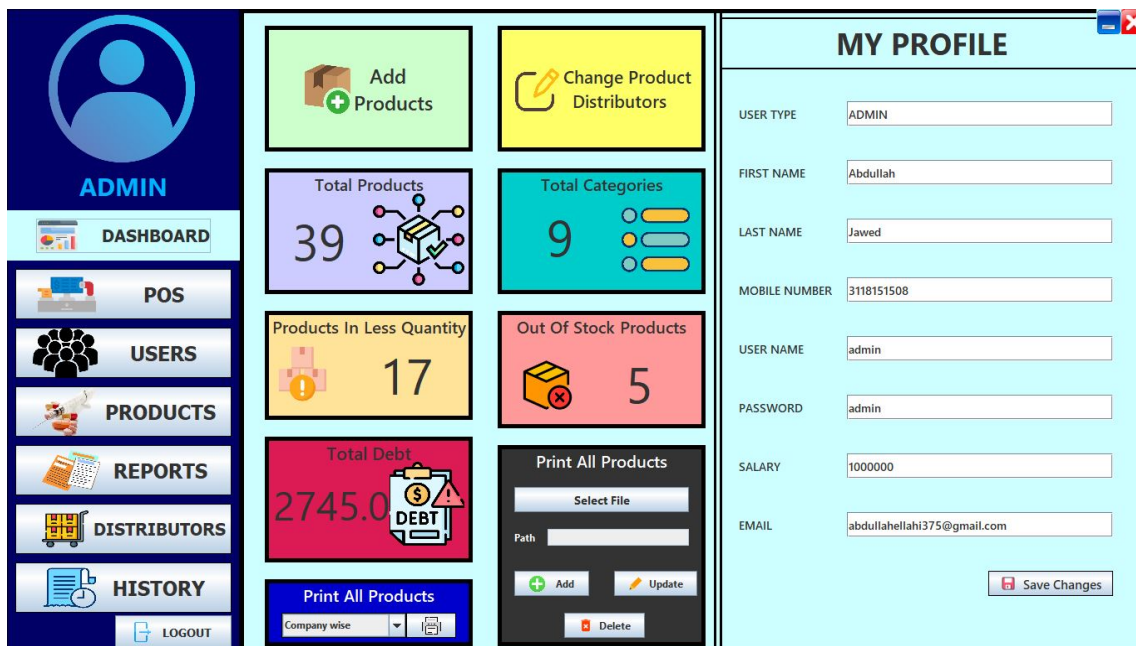 ADMIN
DASHBOARD
POS
USERS
PRODUCTS
REPORTS
DISTRIBUTORS
HISTORY
LOGOUT
Add
Products
Change Product
Distributors
Total Products
39
Total Categories
9
Products In Less Quantity
17
Out Of Stock Products
5
Total Debt
2745.0
DEBT
Print All Products
Company wise
Print All Products
Select File
Path
Add
Update
Delete
MY PROFILE
USER TYPE ADMIN
FIRST NAME Abdullah
LAST NAME Jawed
MOBILE NUMBER 3118151508
USER NAME admin
PASSWORD admin
SALARY 1000000
EMAIL abdullahellahi375@gmail.com
Save Changes